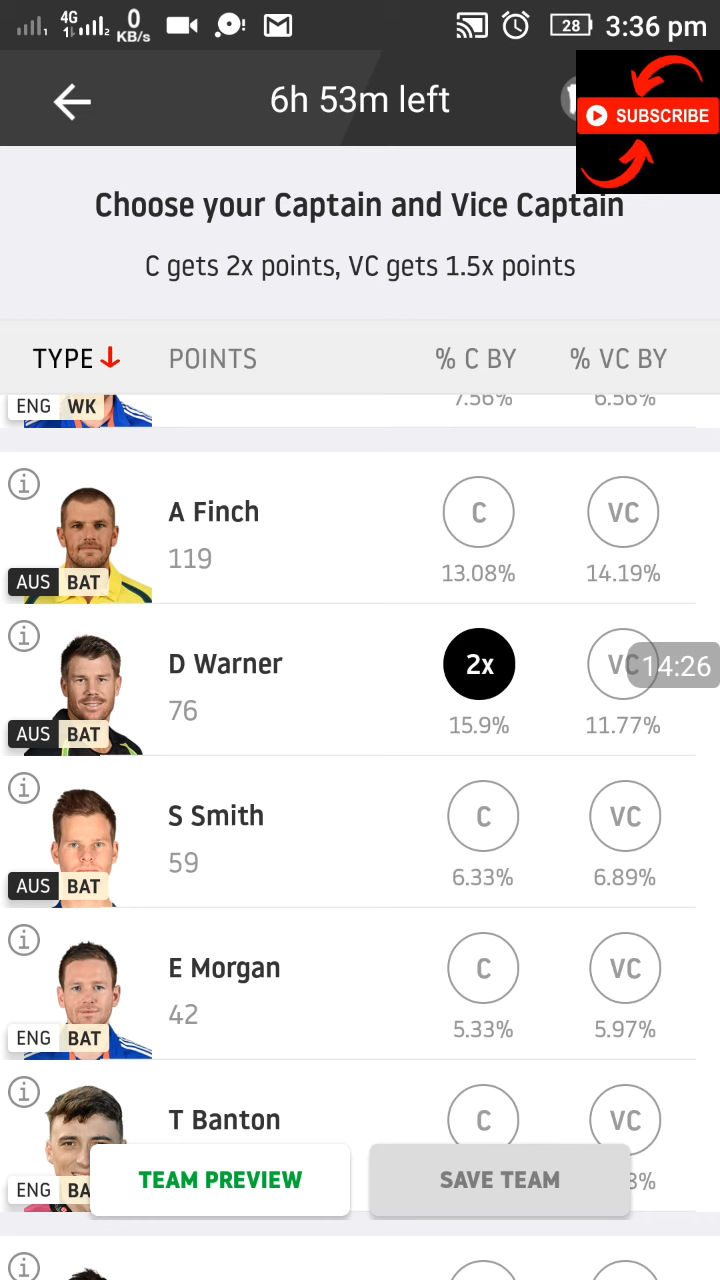 4G 0 KB/s 28 3:36 pm
6h 53m left
SUBSCRIBE
Choose your Captain and Vice Captain
C gets 2x points, VC gets 1.5x points
TYPE POINTS % C BY % VC BY
ENG WK 7.56% 6.56%
A Finch C VC
119
AUS BAT 13.08% 14.19%
D Warner 2x VC 14:26
76
AUS BAT 15.9% 11.77%
S Smith C VC
59
AUS BAT 6.33% 6.89%
E Morgan C VC
42
ENG BAT 5.33% 5.97%
T Banton C VC
ENG BA
TEAM PREVIEW SAVE TEAM